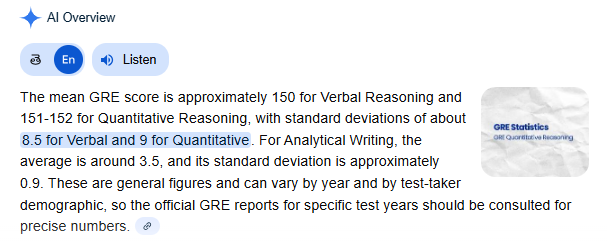 AI Overview
తె En Listen
The mean GRE score is approximately 150 for Verbal Reasoning and
151-152 for Quantitative Reasoning, with standard deviations of about
8.5 for Verbal and 9 for Quantitative. For Analytical Writing, the
average is around 3.5, and its standard deviation is approximately
0.9. These are general figures and can vary by year and by test-taker
demographic, so the official GRE reports for specific test years should be consulted for
precise numbers.
GRE Statistics
GRE Quantitative Reasoning